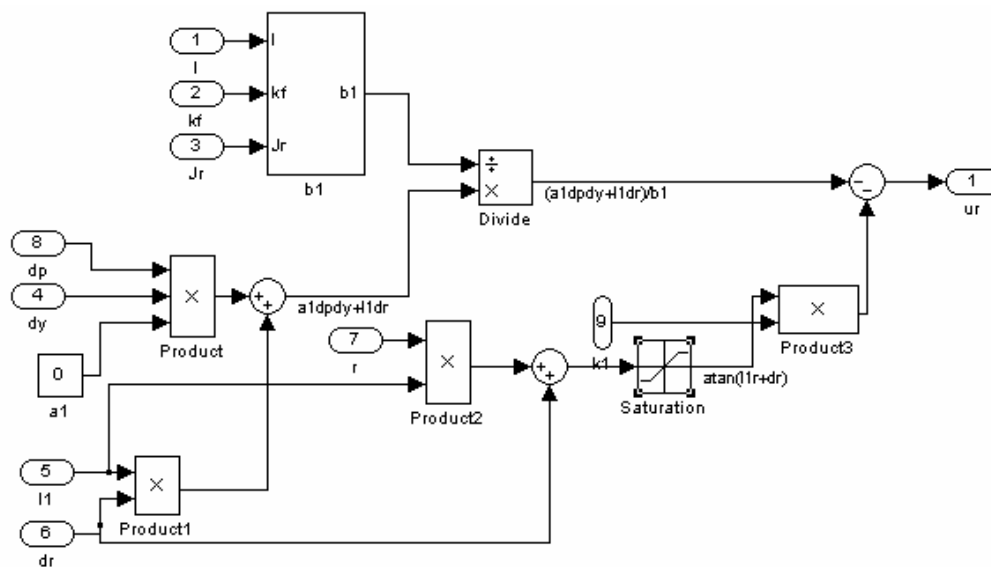 1
l
l
2
kf
kf
b1
3
Jr
Jr
b1
÷
×
Divide
(a1dpdy+l1dr)/b1
−
−
1
ur
8
dp
4
dy
×
Product
+
+
a1dpdy+l1dr
0
a1
7
r
×
Product2
+
+
9
k1
Saturation
atan(l1r+dr)
×
Product3
5
l1
×
Product1
6
dr